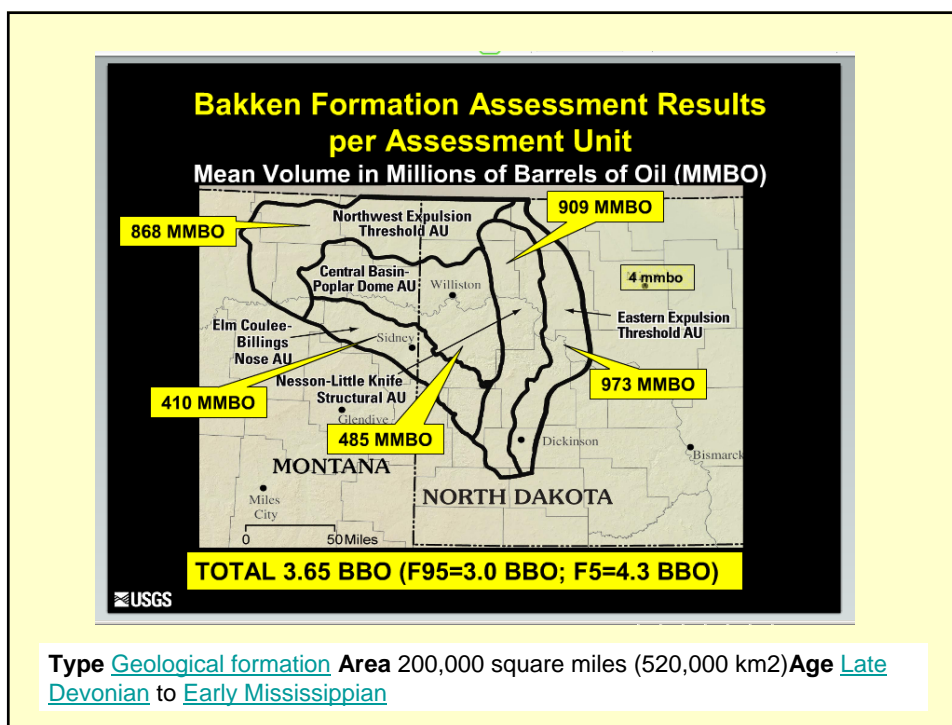 Bakken Formation Assessment Results
per Assessment Unit
Mean Volume in Millions of Barrels of Oil (MMBO)
909 MMBO
868 MMBO
Northwest Expulsion
Threshold AU
Central Basin-
Poplar Dome AU
Williston
4 mmbo
Elm Coulee-
Billings
Nose AU
Sidney
Eastern Expulsion
Threshold AU
Nesson-Little Knife
Structural AU
973 MMBO
410 MMBO
Glendive
485 MMBO
Dickinson
Bismarck
MONTANA
NORTH DAKOTA
Miles
City
0 50 Miles
TOTAL 3.65 BBO (F95=3.0 BBO; F5=4.3 BBO)
USGS
Type Geological formation Area 200,000 square miles (520,000 km2)Age Late
Devonian to Early Mississippian